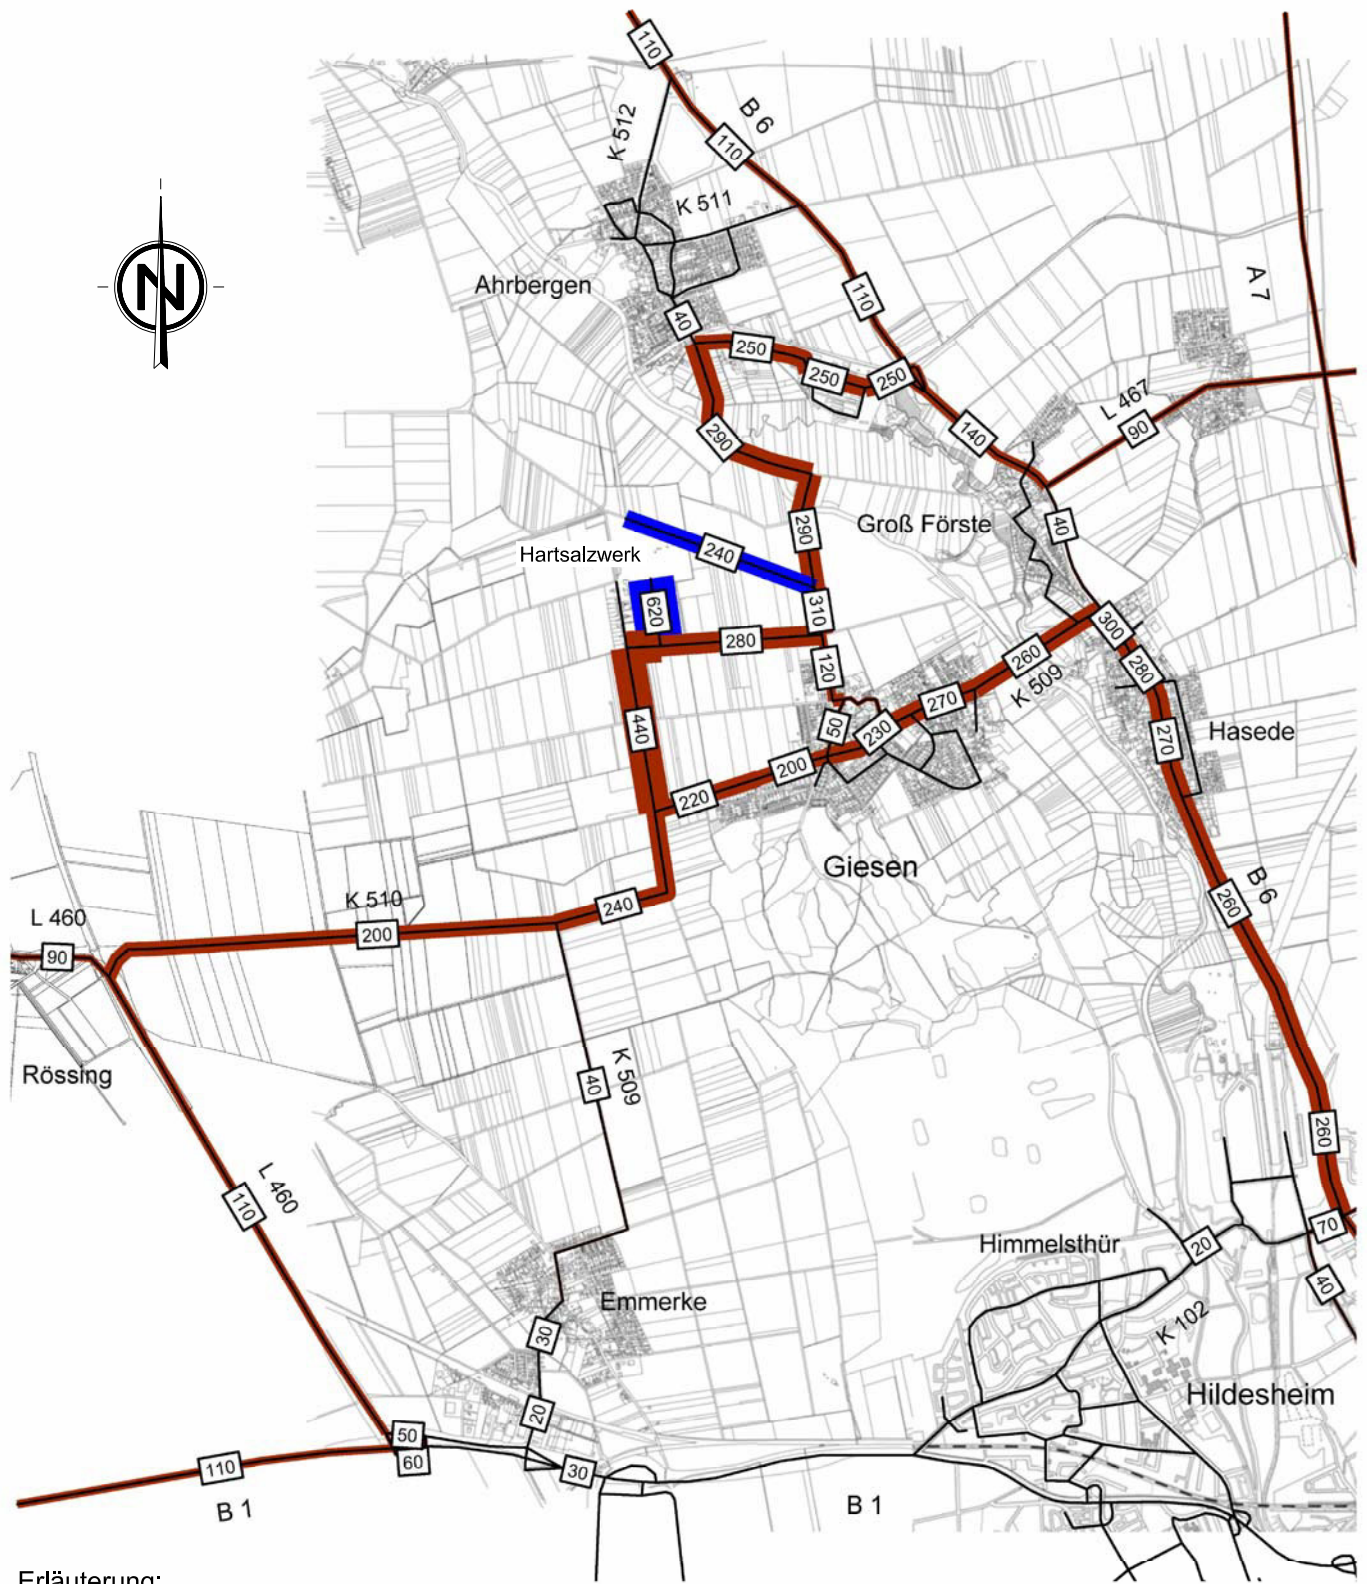 110
B 6
K 512
110
K 511
N
A 7
Ahrbergen
110
40
250
250
250
L 467
90
290
140
290
Groß Förste
40
240
Hartsalzwerk
620
310
300
280
260
120
280
K 509
270
440
50
230
270
Hasede
200
220
Giesen
B 6
260
K 510
240
L 460
200
90
Rössing
K 509
40
260
L 460
110
70
20
Himmelsthür
40
Emmerke
K 102
30
Hildesheim
20
50
60
30
110
B 1
B 1
Erläuterung: